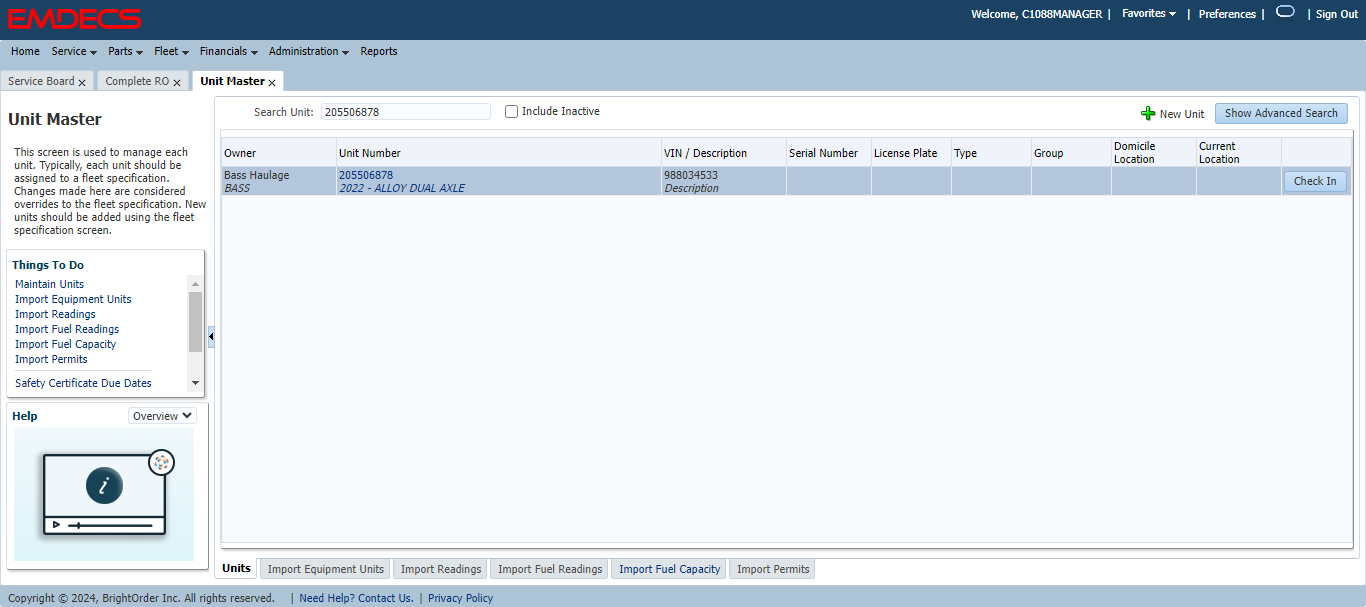 EMDECS
Welcome, C1088MANAGER | Favorites | Preferences | | Sign Out
Home Service Parts Fleet Financials Administration Reports
Service Board x Complete RO x Unit Master x
Unit Master
This screen is used to manage each
unit. Typically, each unit should be
assigned to a fleet specification.
Changes made here are considered
overrides to the fleet specification. New
units should be added using the fleet
specification screen.
Things To Do
Maintain Units
Import Equipment Units
Import Readings
Import Fuel Readings
Import Fuel Capacity
Import Permits
Safety Certificate Due Dates
Help Overview
i
Search Unit: 205506878 Include Inactive New Unit Show Advanced Search
Owner Unit Number VIN / Description Serial Number License Plate Type Group Domicile Location Current Location
Bass Haulage 205506878 988034533 Check In
BASS 2022 - ALLOY DUAL AXLE Description
Units Import Equipment Units Import Readings Import Fuel Readings Import Fuel Capacity Import Permits
Copyright © 2024, BrightOrder Inc. All rights reserved. | Need Help? Contact Us. | Privacy Policy